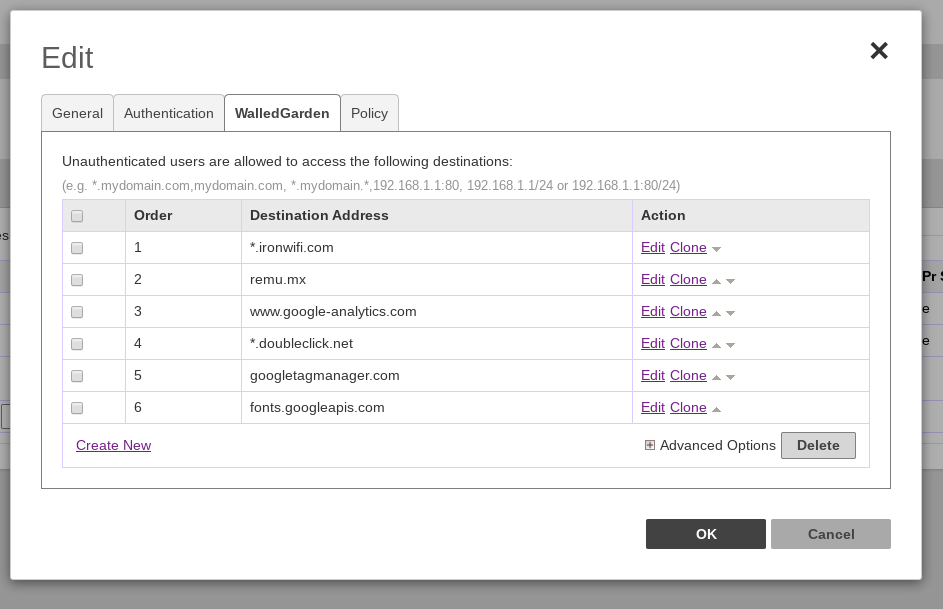 Edit
General Authentication WalledGarden Policy
Unauthenticated users are allowed to access the following destinations:
(e.g. *.mydomain.com,mydomain.com, *.mydomain.*,192.168.1.1:80, 192.168.1.1/24 or 192.168.1.1:80/24)
Order Destination Address Action
1 *.ironwifi.com Edit Clone
2 remu.mx Edit Clone
3 www.google-analytics.com Edit Clone
4 *.doubleclick.net Edit Clone
5 googletagmanager.com Edit Clone
6 fonts.googleapis.com Edit Clone
Create New Advanced Options Delete
OK Cancel